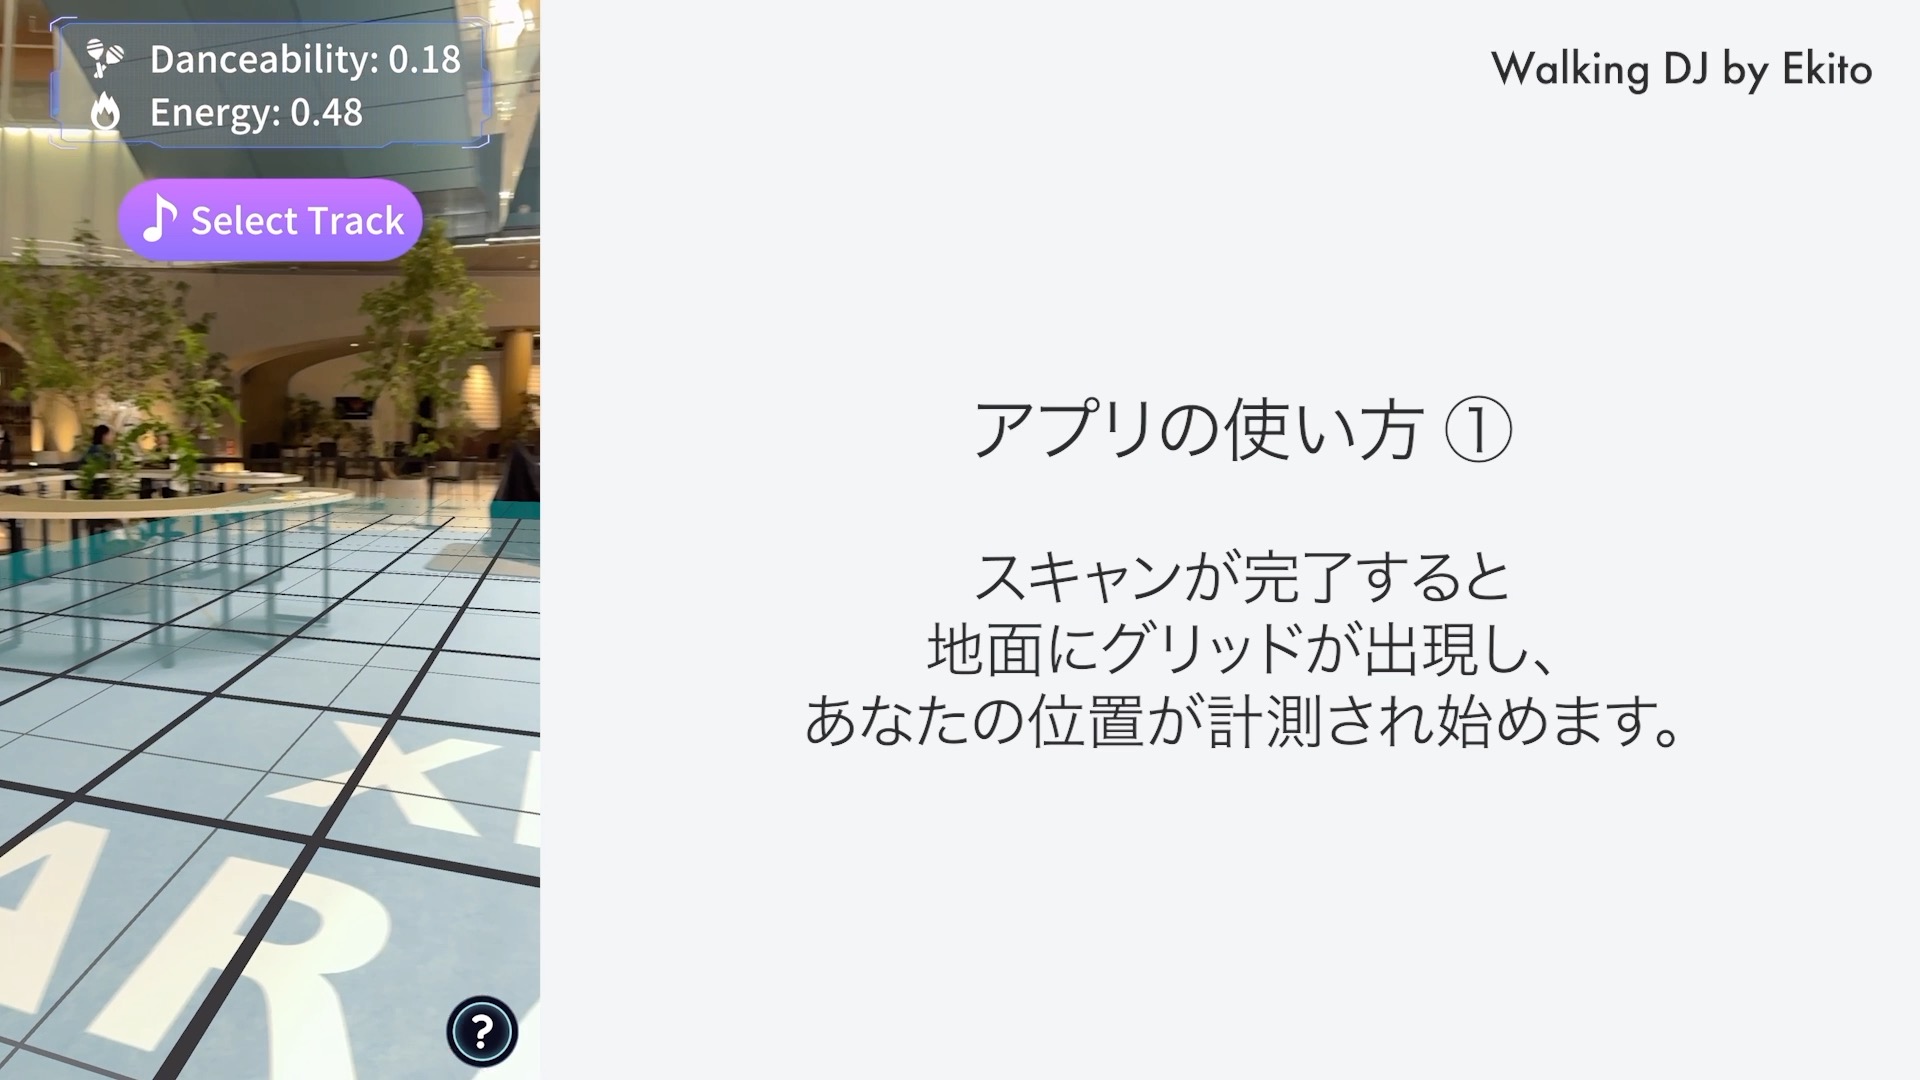 Danceability: 0.18
Energy: 0.48
Select Track
?
X
AR
Walking DJ by Ekito
アプリの使い方 ①
スキャンが完了すると
地面にグリッドが出現し、
あなたの位置が計測され始めます。